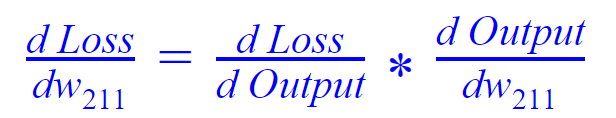 d Loss / dw₂₁₁ = d Loss / d Output * d Output / dw₂₁₁